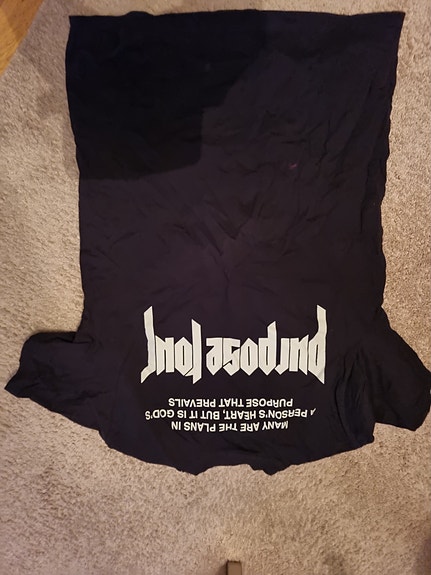 MANY ARE THE PLANS IN
A PERSON'S HEART, BUT IT IS GOD'S
PURPOSE THAT PREVAILS
purpose tour